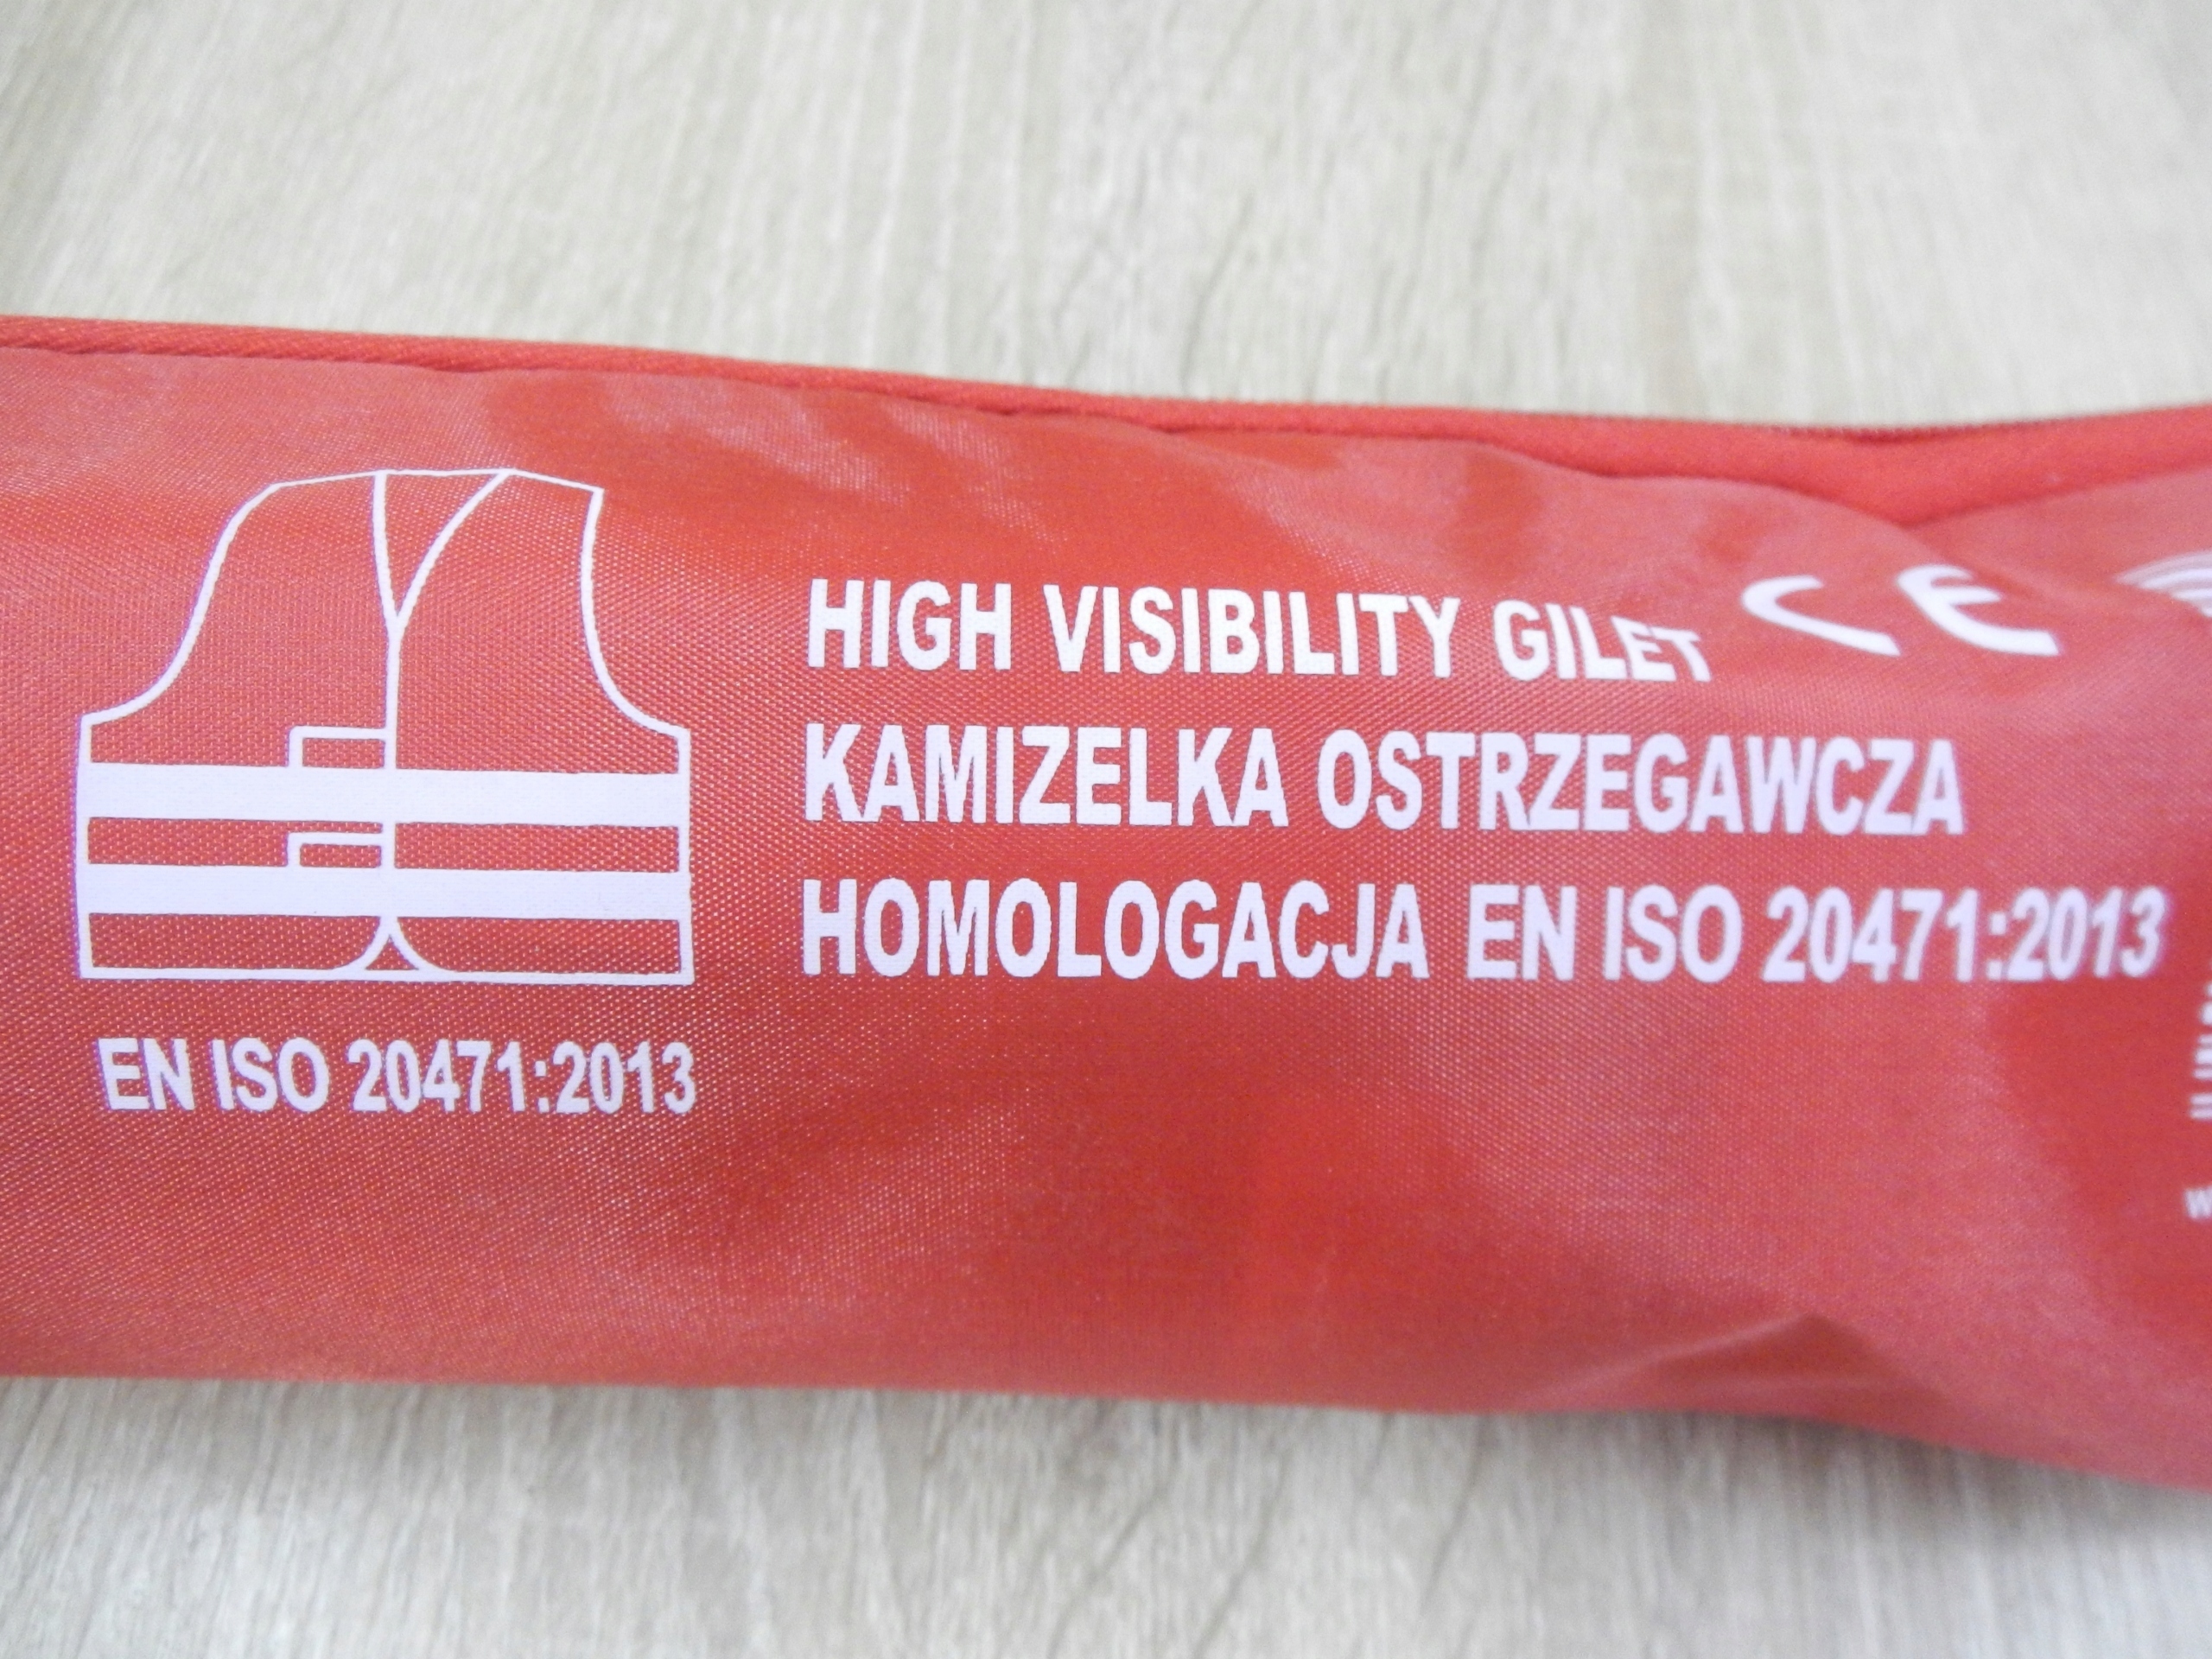 HIGH VISIBILITY GILET CE
KAMIZELKA OSTRZEGAWCZA
HOMOLOGACJA EN ISO 20471:2013
EN ISO 20471:2013